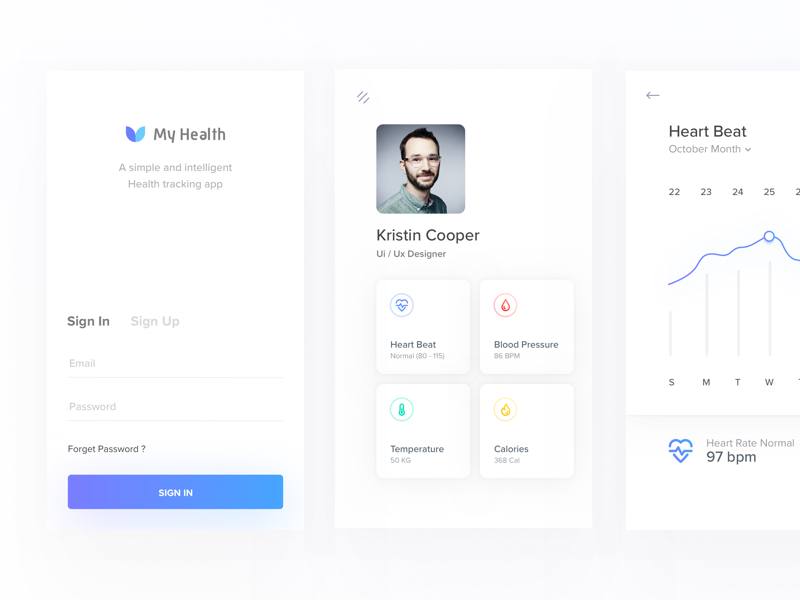 My Health
A simple and intelligent
Health tracking app
Sign In
Sign Up
Email
Password
Forget Password ?
SIGN IN
Kristin Cooper
Ui / Ux Designer
Heart Beat
Normal (80 - 115)
Blood Pressure
86 BPM
Temperature
50 KG
Calories
368 Cal
Heart Beat
October Month
22 23 24 25
S M T W
Heart Rate Normal
97 bpm